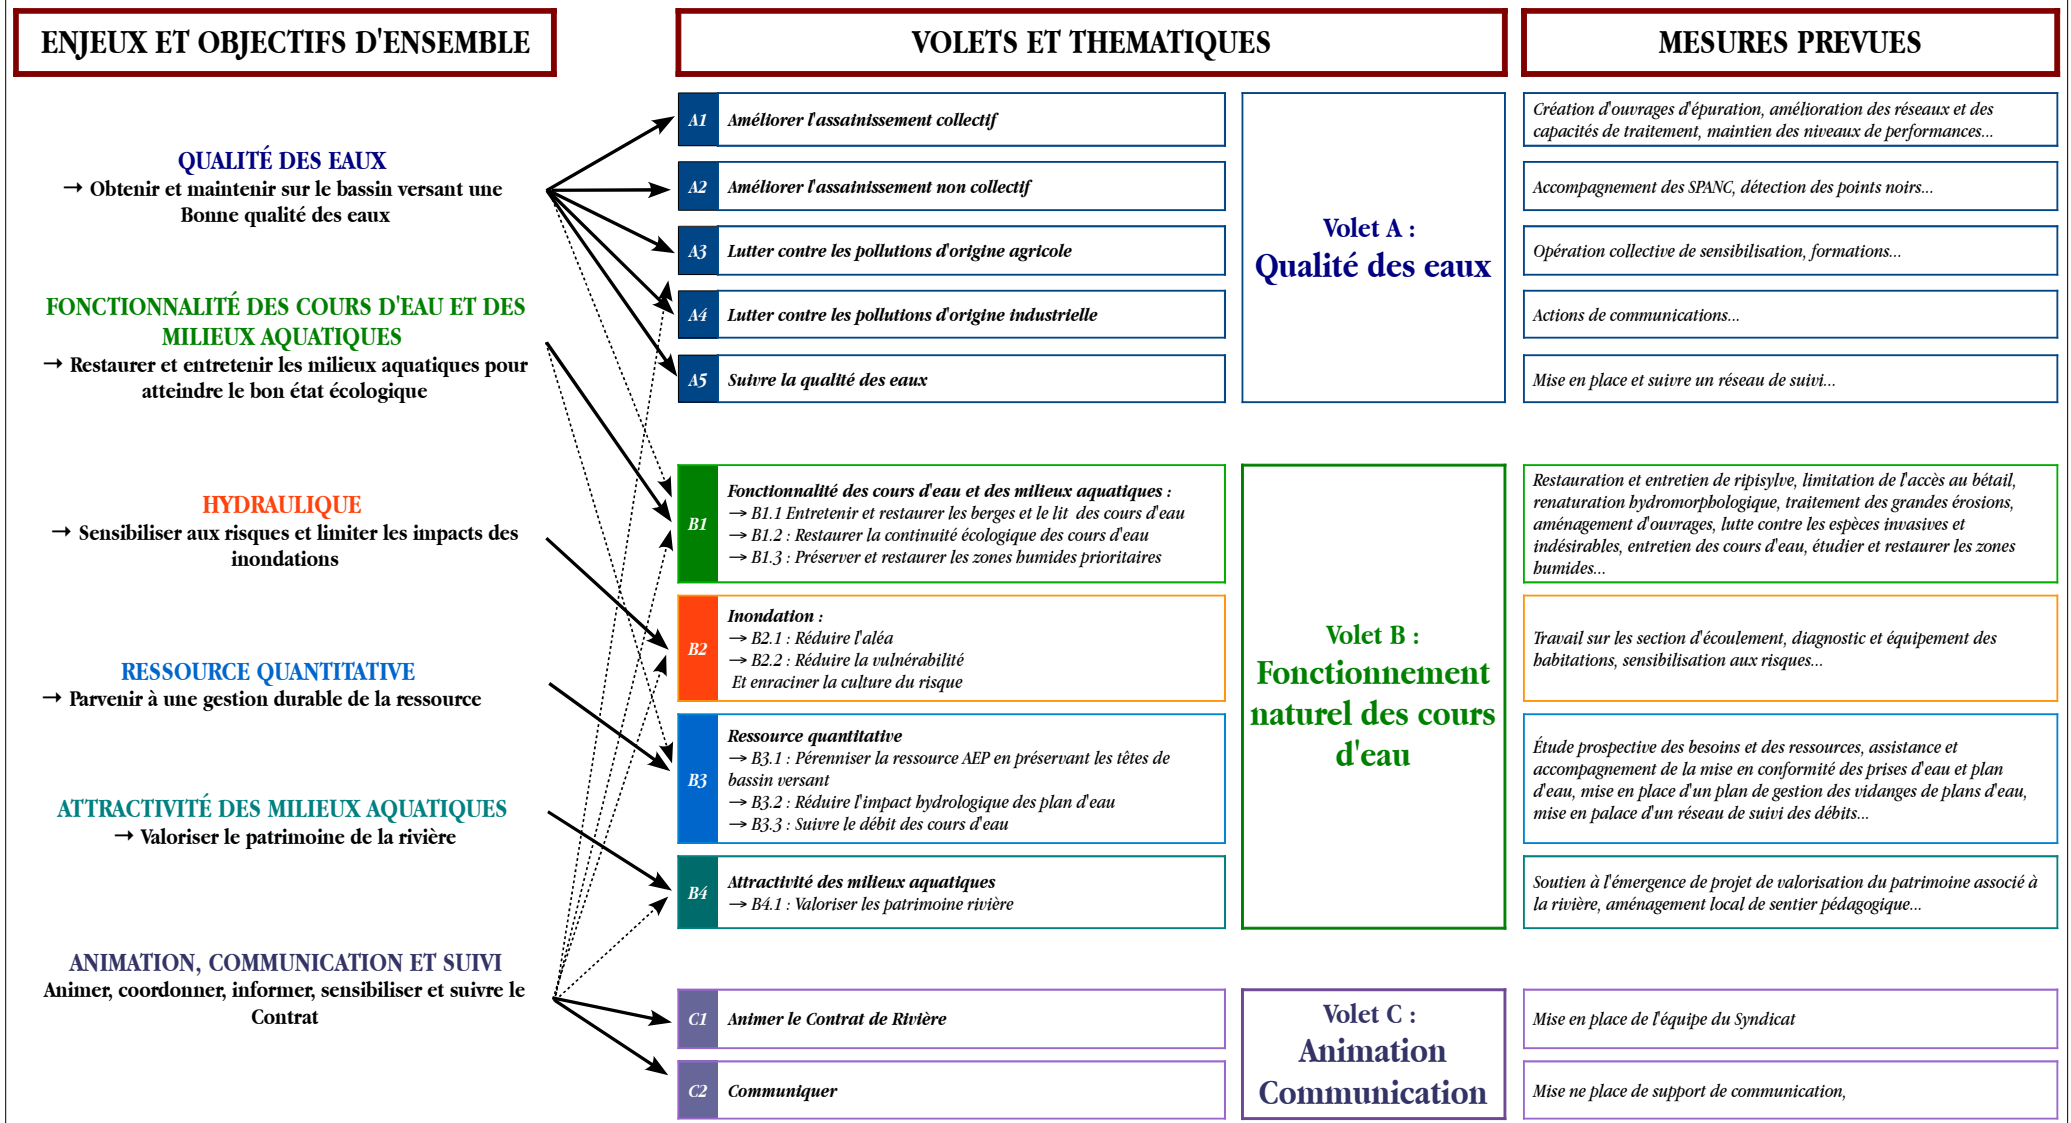 ENJEUX ET OBJECTIFS D'ENSEMBLE
VOLETS ET THEMATIQUES
MESURES PREVUES
QUALITÉ DES EAUX
→ Obtenir et maintenir sur le bassin versant une
Bonne qualité des eaux
FONCTIONNALITÉ DES COURS D'EAU ET DES
MILIEUX AQUATIQUES
→ Restaurer et entretenir les milieux aquatiques pour
atteindre le bon état écologique
HYDRAULIQUE
→ Sensibiliser aux risques et limiter les impacts des
inondations
RESSOURCE QUANTITATIVE
→ Parvenir à une gestion durable de la ressource
ATTRACTIVITÉ DES MILIEUX AQUATIQUES
→ Valoriser le patrimoine de la rivière
ANIMATION, COMMUNICATION ET SUIVI
Animer, coordonner, informer, sensibiliser et suivre le
Contrat
A1 Améliorer l'assainissement collectif
A2 Améliorer l'assainissement non collectif
A3 Lutter contre les pollutions d'origine agricole
A4 Lutter contre les pollutions d'origine industrielle
A5 Suivre la qualité des eaux
B1
Fonctionnalité des cours d'eau et des milieux aquatiques :
→ B1.1 Entretenir et restaurer les berges et le lit des cours d'eau
→ B1.2 : Restaurer la continuité écologique des cours d'eau
→ B1.3 : Préserver et restaurer les zones humides prioritaires
B2
Inondation :
→ B2.1 : Réduire l'aléa
→ B2.2 : Réduire la vulnérabilité
Et enraciner la culture du risque
B3
Ressource quantitative
→ B3.1 : Pérenniser la ressource AEP en préservant les têtes de
bassin versant
→ B3.2 : Réduire l'impact hydrologique des plan d'eau
→ B3.3 : Suivre le débit des cours d'eau
B4
Attractivité des milieux aquatiques
→ B4.1 : Valoriser les patrimoine rivière
C1 Animer le Contrat de Rivière
C2 Communiquer
Volet A :
Qualité des eaux
Volet B :
Fonctionnement
naturel des cours
d'eau
Volet C :
Animation
Communication
Création d'ouvrages d'épuration, amélioration des réseaux et des
capacités de traitement, maintien des niveaux de performances...
Accompagnement des SPANC, détection des points noirs...
Opération collective de sensibilisation, formations...
Actions de communications...
Mise en place et suivre un réseau de suivi...
Restauration et entretien de ripisylve, limitation de l'accès au bétail,
renaturation hydromorphologique, traitement des grandes érosions,
aménagement d'ouvrages, lutte contre les espèces invasives et
indésirables, entretien des cours d'eau, étudier et restaurer les zones
humides...
Travail sur les section d'écoulement, diagnostic et équipement des
habitations, sensibilisation aux risques...
Étude prospective des besoins et des ressources, assistance et
accompagnement de la mise en conformité des prises d'eau et plan
d'eau, mise en place d'un plan de gestion des vidanges de plans d'eau,
mise en palace d'un réseau de suivi des débits...
Soutien à l'émergence de projet de valorisation du patrimoine associé à
la rivière, aménagement local de sentier pédagogique...
Mise en place de l'équipe du Syndicat
Mise ne place de support de communication,